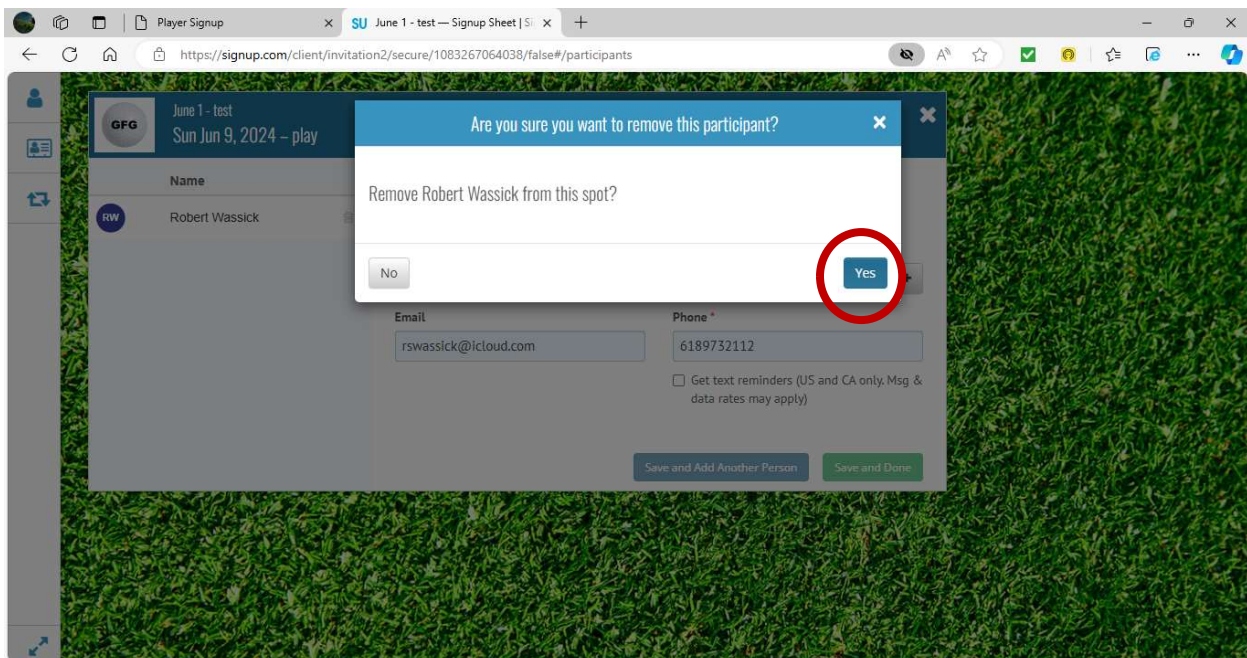 Player Signup
SU June 1 - test — Signup Sheet | Si
https://signup.com/client/invitation2/secure/1083267064038/false#/participants
GFG
June 1 - test
Sun Jun 9, 2024 – play
Are you sure you want to remove this participant?
Name
Remove Robert Wassick from this spot?
RW Robert Wassick
No
Yes
Email
Phone *
rswassick@icloud.com
6189732112
Get text reminders (US and CA only. Msg &
data rates may apply)
Save and Add Another Person
Save and Done